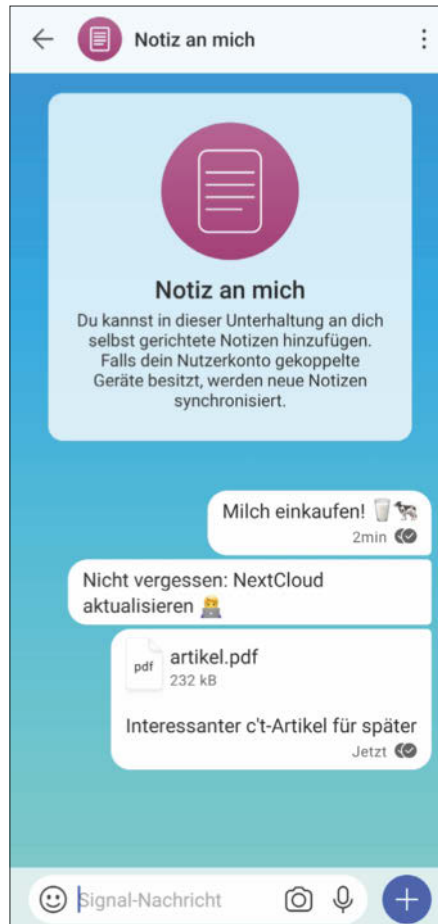 Notiz an mich
Notiz an mich
Du kannst in dieser Unterhaltung an dich
selbst gerichtete Notizen hinzufügen.
Falls dein Nutzerkonto gekoppelte
Geräte besitzt, werden neue Notizen
synchronisiert.
Milch einkaufen! 🥛🐄
2min
Nicht vergessen: NextCloud
aktualisieren 👨‍💻
pdf
artikel.pdf
232 kB
Interessanter c't-Artikel für später
Jetzt
Signal-Nachricht